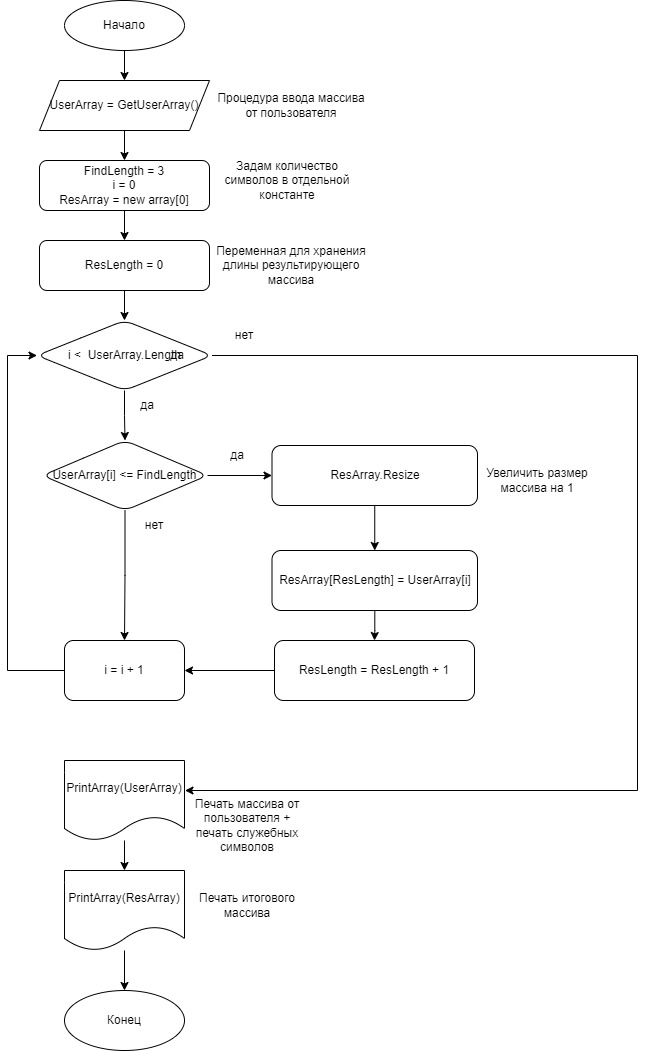 Начало
UserArray = GetUserArray()
Процедура ввода массива
от пользователя
FindLength = 3
i = 0
ResArray = new array[0]
Задам количество
символов в отдельной
константе
ResLength = 0
Переменная для хранения
длины результирующего
массива
нет
i < UserArray.Length
да
да
UserArray[i] <= FindLength
да
ResArray.Resize
Увеличить размер
массива на 1
нет
ResArray[ResLength] = UserArray[i]
i = i + 1
ResLength = ResLength + 1
PrintArray(UserArray)
Печать массива от
пользователя +
печать служебных
символов
PrintArray(ResArray)
Печать итогового
массива
Конец